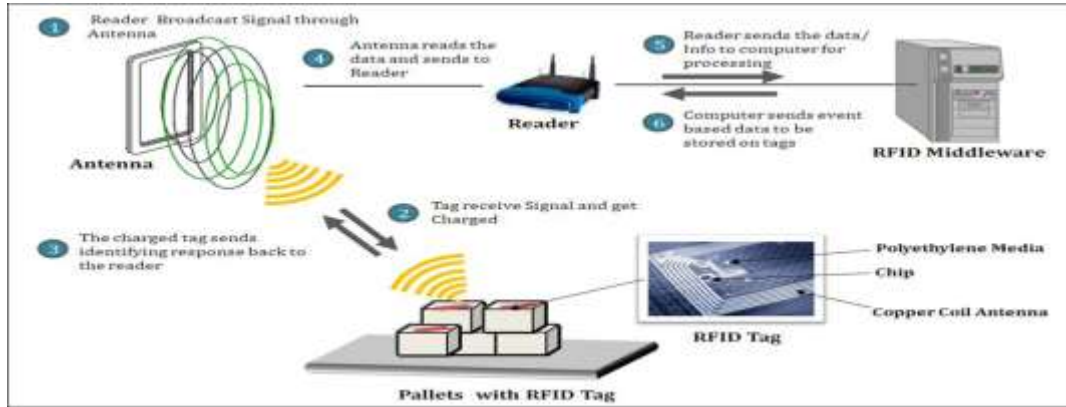 1 Reader Broadcast Signal through
Antenna
4 Antenna reads the
data and sends to
Reader
5 Reader sends the data/
Info to computer for
processing
Reader
6 Computer sends event
based data to be
stored on tags
RFID Middleware
Antenna
2 Tag receive Signal and get
Charged
3 The charged tag sends
identifying response back to
the reader
Polyethylene Media
Chip
Copper Coil Antenna
RFID Tag
Pallets with RFID Tag